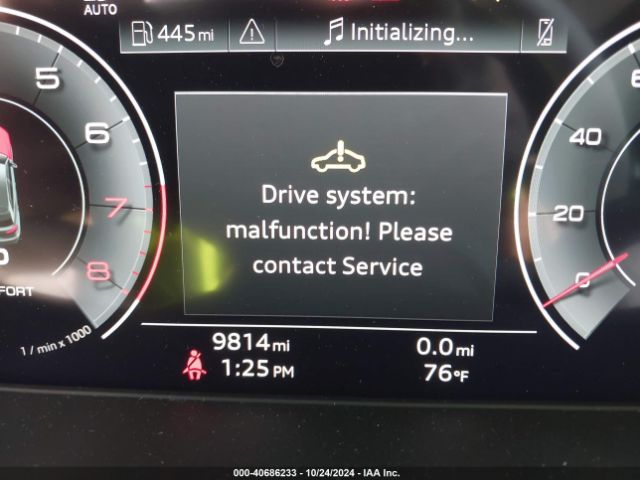 AUTO
445 mi
Initializing...
5
6
7
8
FORT
1 / min x 1000
Drive system:
malfunction! Please
contact Service
40
20
0
9814 mi
0.0 mi
1:25 PM
76°F
000-40686233 - 10/24/2024 - IAA Inc.